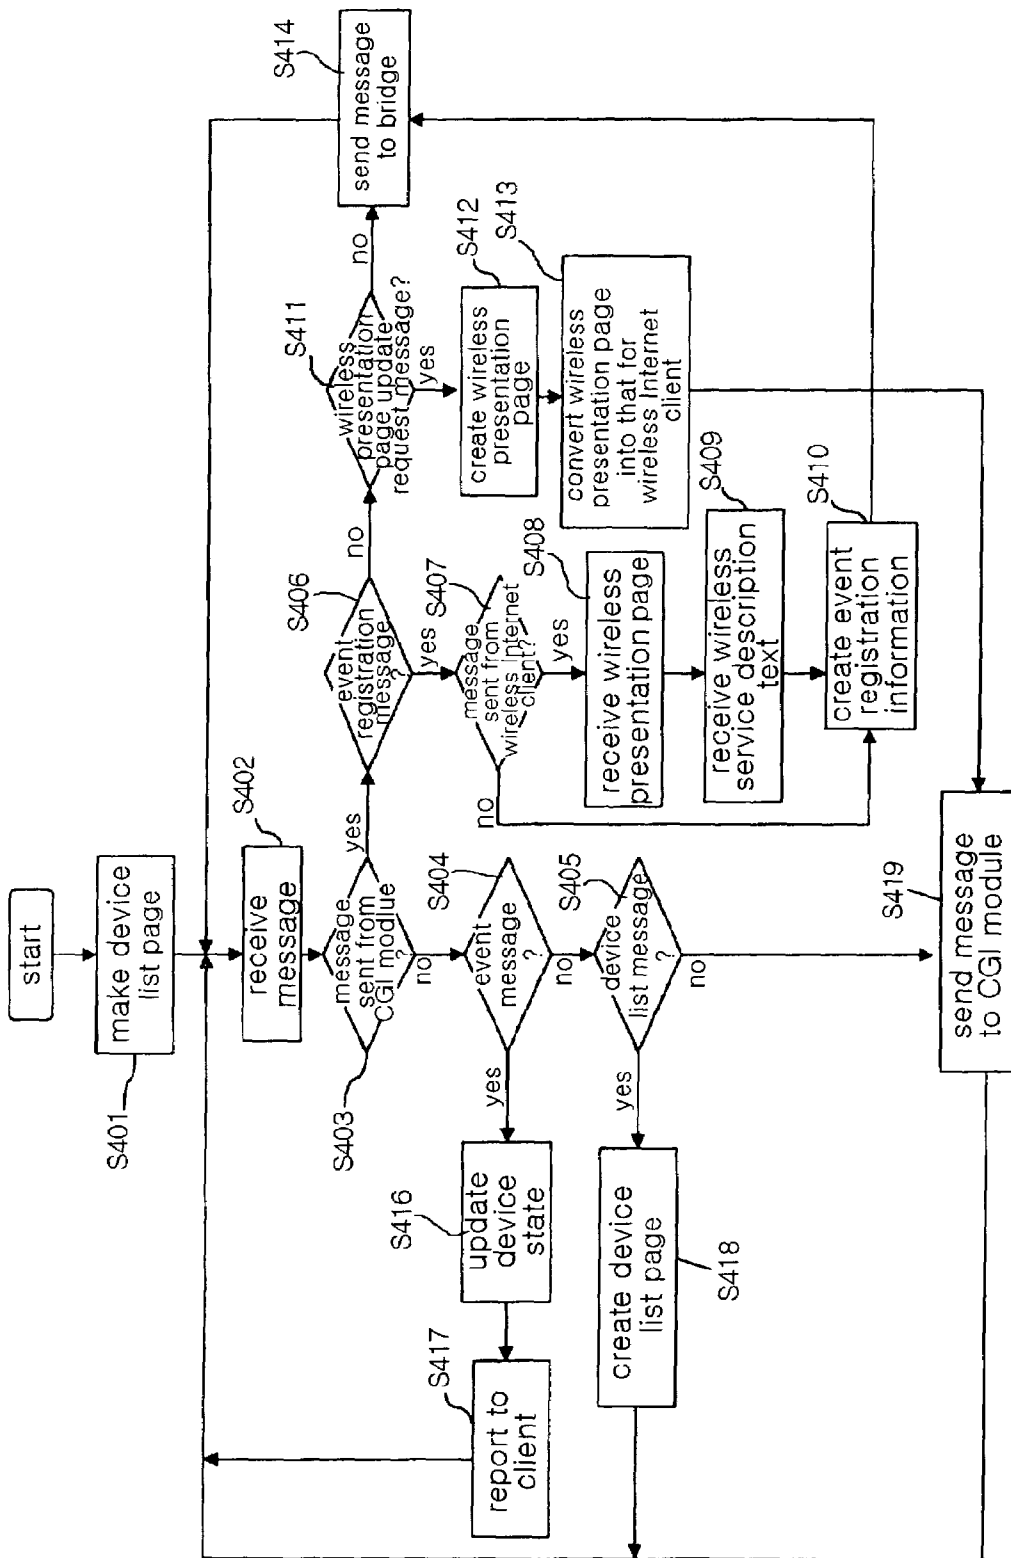 start
make device
list page
S401
receive
message
S402
message
sent from
CGI modlue
?
S403
yes
no
event
message
?
S404
yes
no
device
list message
?
S405
yes
no
event
registration
message
?
S406
no
yes
message
sent from
wireless Internet
client?
S407
no
yes
receive wireless
presentation page
S408
receive wireless
service description
text
S409
create event
registration
information
S410
wireless
presentation
page update
request message?
S411
no
yes
create wireless
presentation
page
S412
convert wireless
presentation page
into that for
wireless Internet
client
S413
send message
to bridge
S414
update
device
state
S416
report to
client
S417
create device
list page
S418
send message
to CGI module
S419